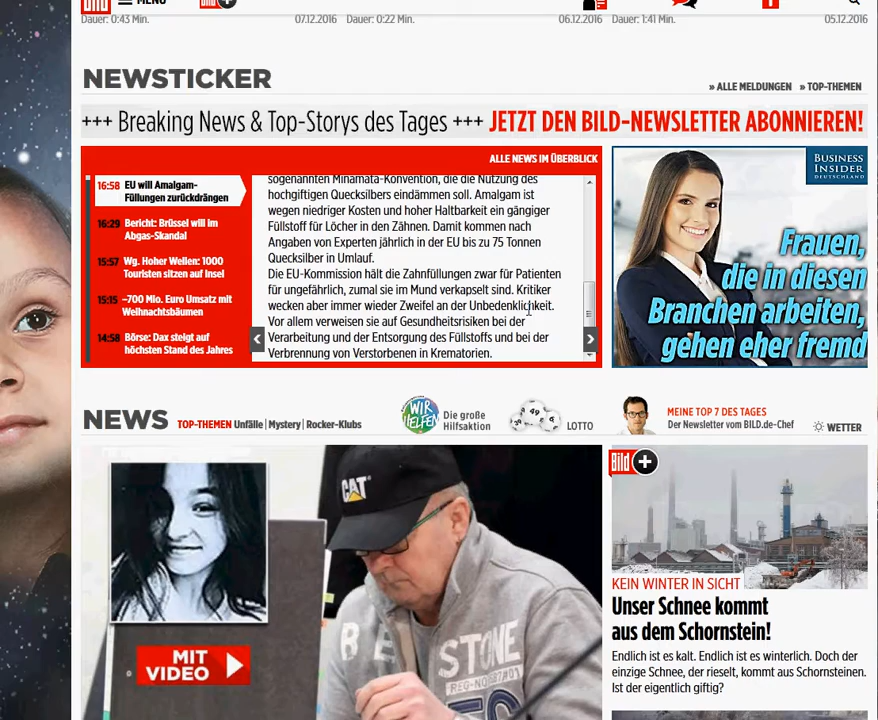 Bild
MENÜ
Bild+
Dauer: 0:43 Min.
07.12.2016
Dauer: 0:22 Min.
06.12.2016
Dauer: 1:41 Min.
05.12.2016
NEWSTICKER
» ALLE MELDUNGEN » TOP-THEMEN
+++ Breaking News & Top-Storys des Tages +++ JETZT DEN BILD-NEWSLETTER ABONNIEREN!
ALLE NEWS IM ÜBERBLICK
16:58 EU will Amalgam-
Füllungen zurückdrängen
16:29 Bericht: Brüssel will im
Abgas-Skandal
15:57 Wg. Hoher Wellen: 1000
Touristen sitzen auf Insel
15:15 ~700 Mio. Euro Umsatz mit
Weihnachtsbäumen
14:58 Börse: Dax steigt auf
höchsten Stand des Jahres
sogenannten Minamata-Konvention, die die Nutzung des
hochgiftigen Quecksilbers eindämmen soll. Amalgam ist
wegen niedriger Kosten und hoher Haltbarkeit ein gängiger
Füllstoff für Löcher in den Zähnen. Damit kommen nach
Angaben von Experten jährlich in der EU bis zu 75 Tonnen
Quecksilber in Umlauf.
Die EU-Kommission hält die Zahnfüllungen zwar für Patienten
für ungefährlich, zumal sie im Mund verkapselt sind. Kritiker
wecken aber immer wieder Zweifel an der Unbedenklichkeit.
Vor allem verweisen sie auf Gesundheitsrisiken bei der
Verarbeitung und der Entsorgung des Füllstoffs und bei der
Verbrennung von Verstorbenen in Krematorien.
BUSINESS
INSIDER
DEUTSCHLAND
Frauen,
die in diesen
Branchen arbeiten,
gehen eher fremd
NEWS
TOP-THEMEN Unfälle | Mystery | Rocker-Klubs
WIR
HELFEN
Die große
Hilfsaktion
39 49 6
LOTTO
MEINE TOP 7 DES TAGES
Der Newsletter vom BILD.de-Chef
WETTER
CAT
STONE
MIT
VIDEO
Bild+
KEIN WINTER IN SICHT
Unser Schnee kommt
aus dem Schornstein!
Endlich ist es kalt. Endlich ist es winterlich. Doch der
einzige Schnee, der rieselt, kommt aus Schornsteinen.
Ist der eigentlich giftig?